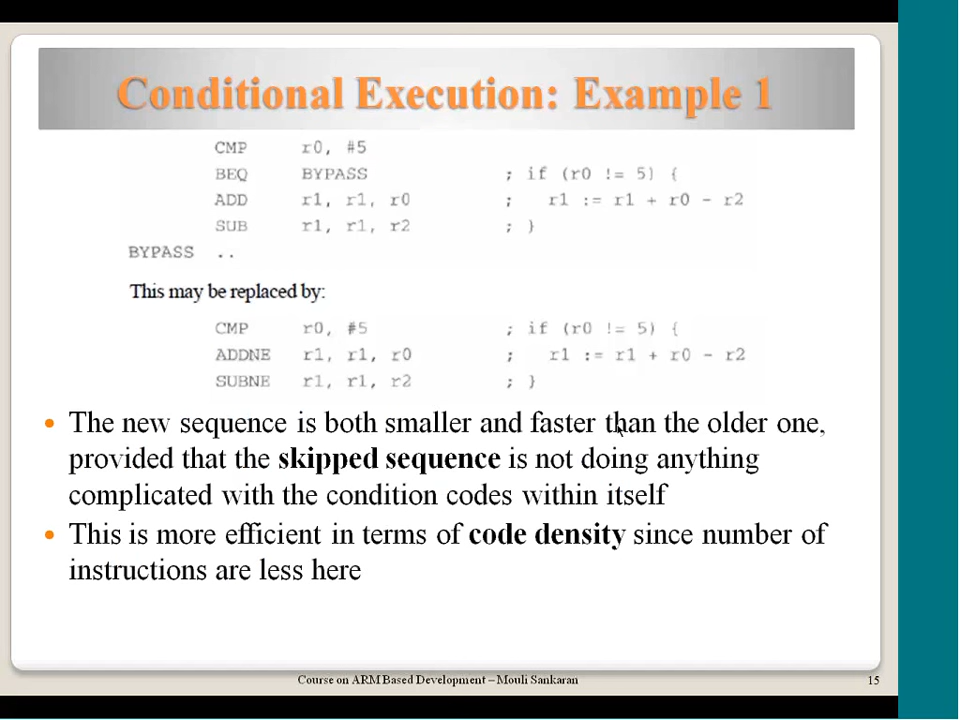 Conditional Execution: Example 1
CMP r0, #5
BEQ BYPASS ; if (r0 != 5) {
ADD r1, r1, r0 ; r1 := r1 + r0 - r2
SUB r1, r1, r2 ; }
BYPASS ..
This may be replaced by:
CMP r0, #5 ; if (r0 != 5) {
ADDNE r1, r1, r0 ; r1 := r1 + r0 - r2
SUBNE r1, r1, r2 ; }
• The new sequence is both smaller and faster than the older one,
provided that the skipped sequence is not doing anything
complicated with the condition codes within itself
• This is more efficient in terms of code density since number of
instructions are less here
Course on ARM Based Development – Mouli Sankaran 15